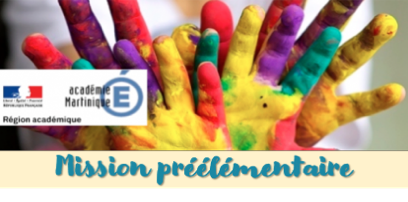 académie
Martinique
É
Région académique
Mission préélémentaire